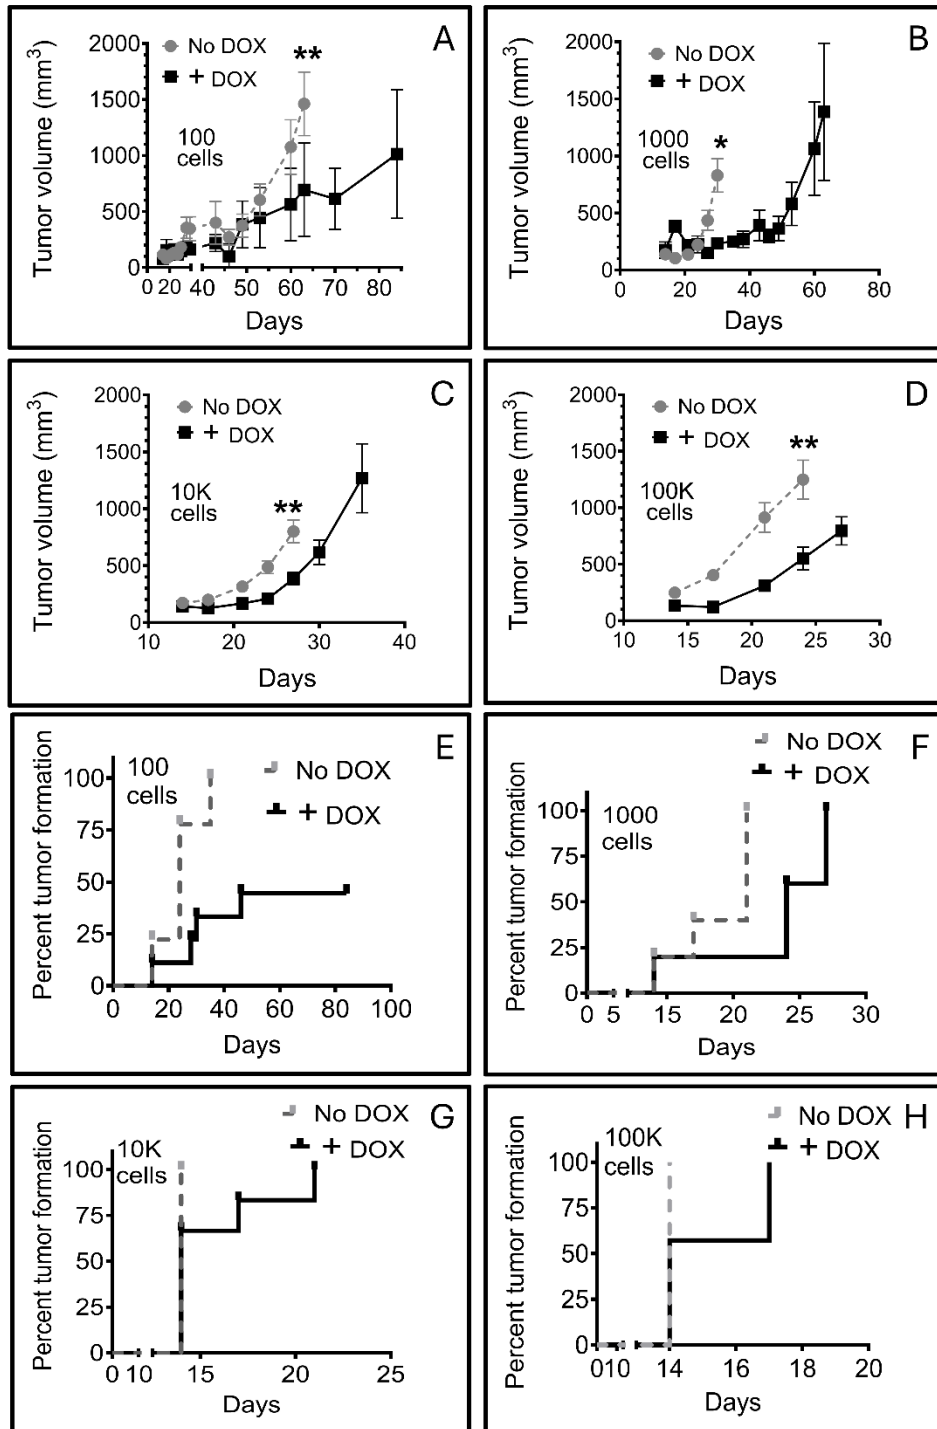 A
No DOX
+ DOX
**
100
cells
Tumor volume (mm³)
2000
1500
1000
500
0
0 20 40 50 60 70 80
Days
B
No DOX
+ DOX
*
1000
cells
Tumor volume (mm³)
2000
1500
1000
500
0
0 20 40 60 80
Days
C
No DOX
+ DOX
**
10K
cells
Tumor volume (mm³)
2000
1500
1000
500
0
10 20 30 40
Days
D
No DOX
+ DOX
**
100K
cells
Tumor volume (mm³)
2000
1500
1000
500
0
10 15 20 25 30
Days
E
No DOX
+ DOX
100
cells
Percent tumor formation
100
75
50
25
0
0 20 40 60 80 100
Days
F
No DOX
+ DOX
1000
cells
Percent tumor formation
100
75
50
25
0
0 5 15 20 25 30
Days
G
No DOX
+ DOX
10K
cells
Percent tumor formation
100
75
50
25
0
0 10 15 20 25
Days
H
No DOX
+ DOX
100K
cells
Percent tumor formation
100
75
50
25
0
0 10 14 16 18 20
Days